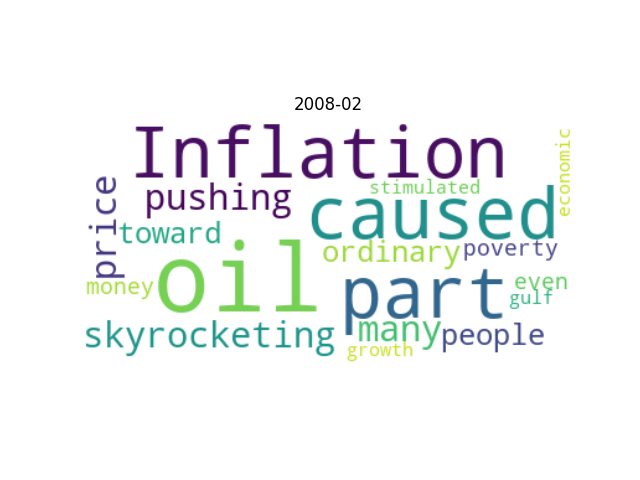 2008-02
Inflation
economic
price
pushing
stimulated
caused
toward
oil
ordinary
poverty
money
part
even
gulf
skyrocketing
many
people
growth